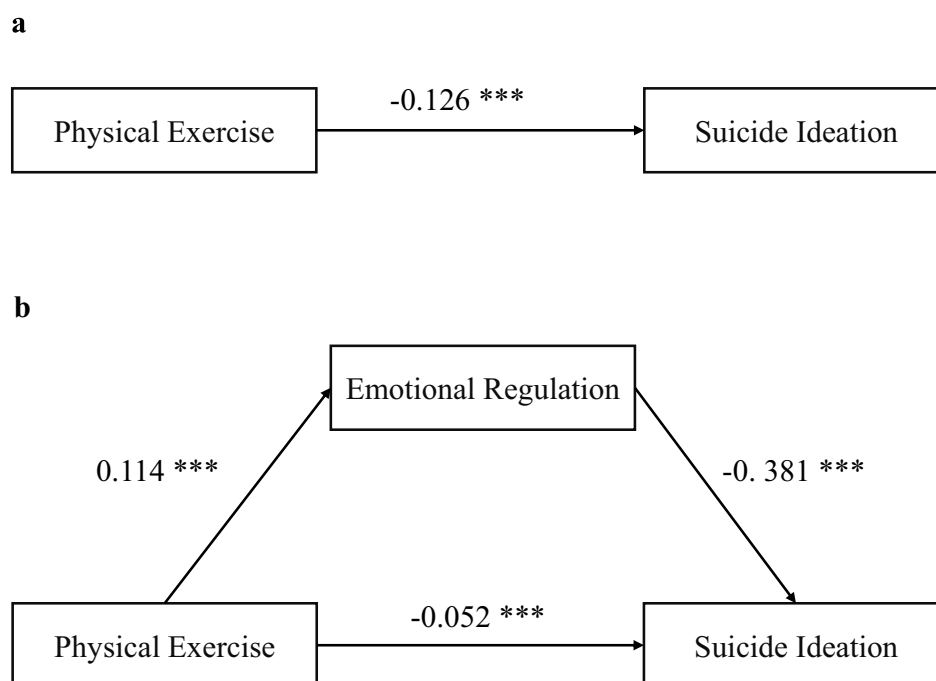 a
-0.126 ***
Physical Exercise
Suicide Ideation
b
Emotional Regulation
0.114 ***
-0. 381 ***
-0.052 ***
Physical Exercise
Suicide Ideation